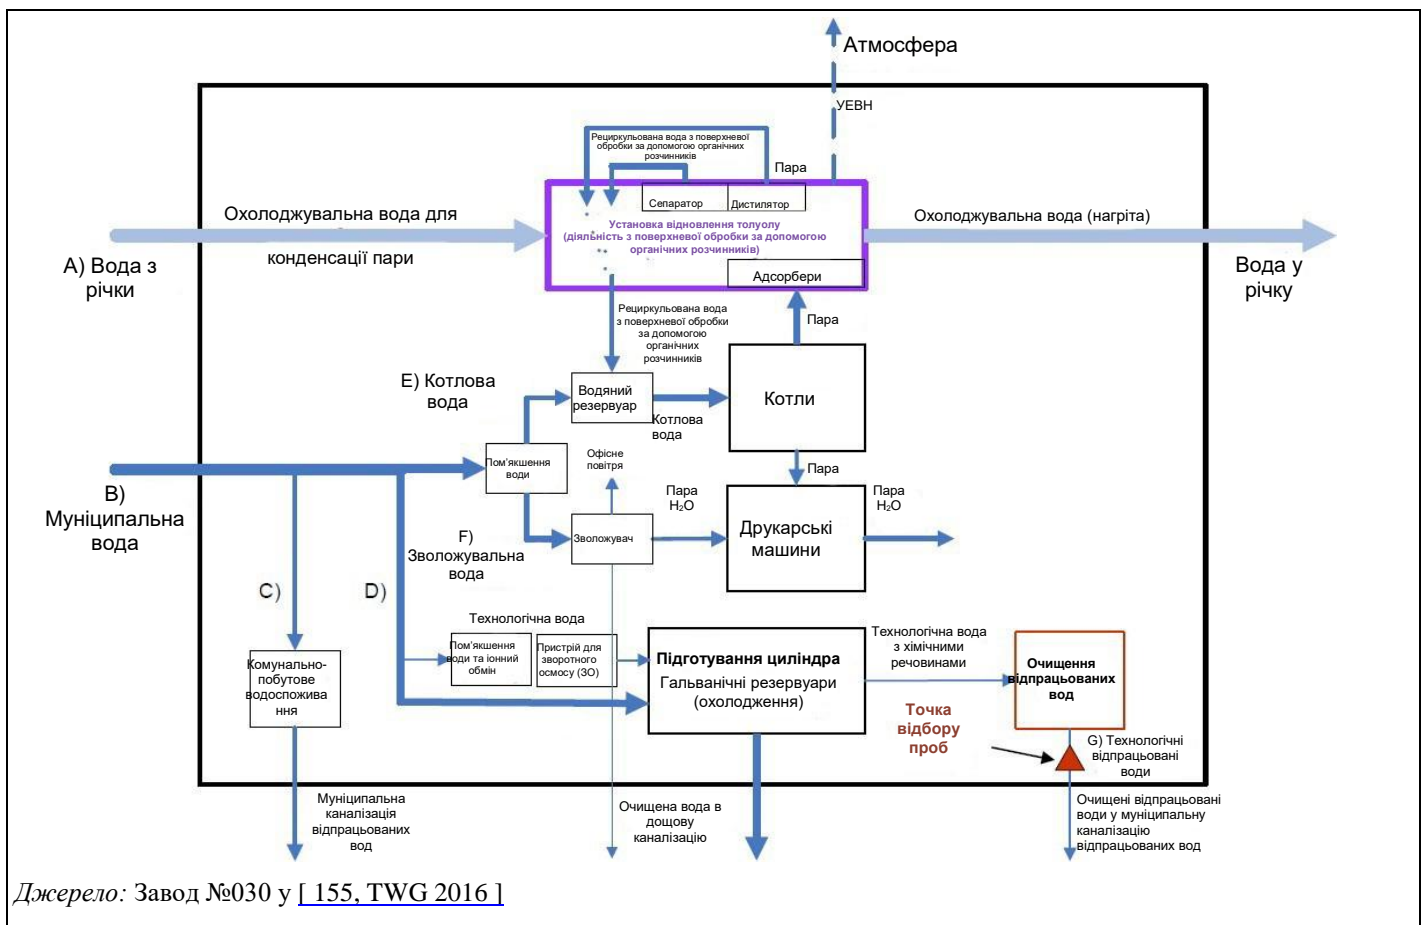 Атмосфера
УЕВН
Рециркульована вода з поверхневої
обробки за допомогою органічних
розчинників
Пара
Сепаратор
Дистилятор
Установка відновлення толуолу
(діяльність з поверхневої обробки за допомогою
органічних розчинників)
Адсорбери
Охолоджувальна вода для
конденсації пари
A) Вода з
річки
Охолоджувальна вода (нагріта)
Вода у
річку
Рециркульована вода
з поверхневої обробки
за допомогою
органічних
розчинників
Пара
E) Котлова
вода
Водяний
резервуар
Котлова
вода
Котли
B)
Муніципальна
вода
Пом'якшення
води
Офісне
повітря
Пара
Пара
H₂O
Пара
H₂O
F)
Зволожувальна
вода
Зволожувач
Друкарські
машини
C)
D)
Технологічна вода
Комунально-
побутове
водоспожива
ння
Пом'якшення
води та іонний
обмін
Пристрій для
зворотного
осмосу (ЗО)
Підготування циліндра
Гальванічні резервуари
(охолодження)
Технологічна вода
з хімічними
речовинами
Очищення
відпрацьованих
вод
Точка
відбору
проб
G) Технологічні
відпрацьовані
води
Муніципальна
каналізація
відпрацьованих
вод
Очищена вода в
дощову
каналізацію
Очищені відпрацьовані
води у муніципальну
каналізацію
відпрацьованих вод
Джерело: Завод №030 у [ 155, TWG 2016 ]